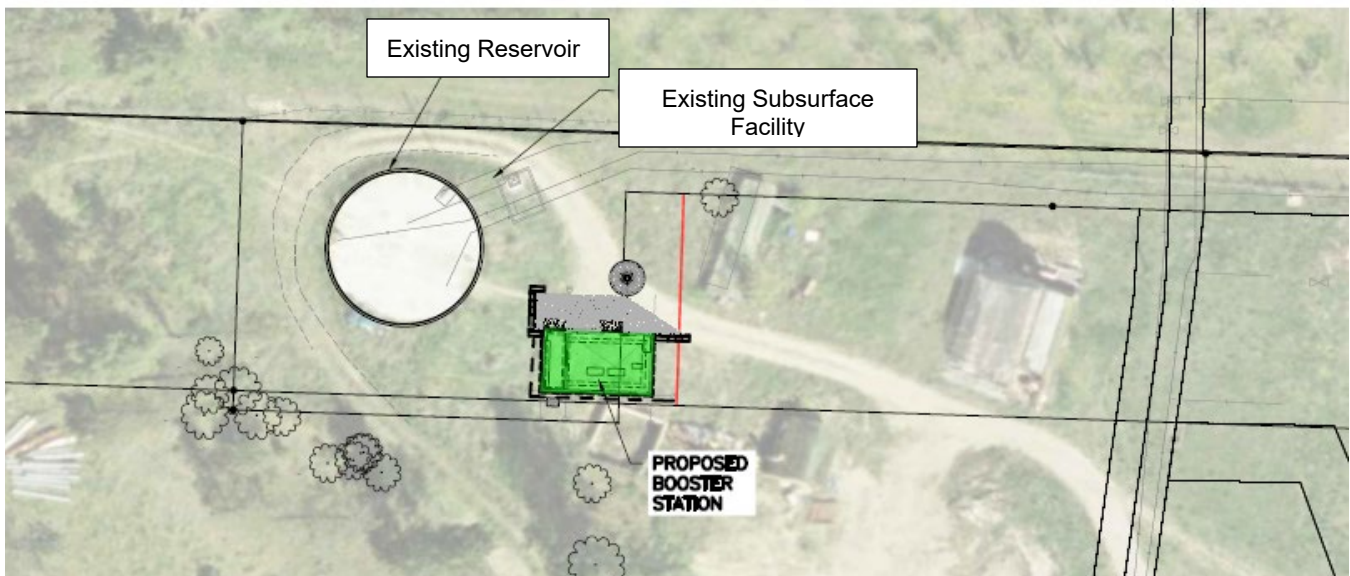 Existing Reservoir
Existing Subsurface
Facility
PROPOSED
BOOSTER
STATION